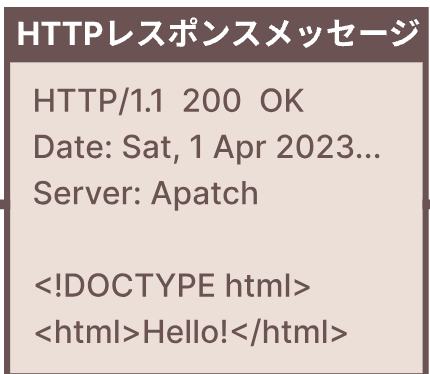 HTTPレスポンスメッセージ
HTTP/1.1 200 OK
Date: Sat, 1 Apr 2023...
Server: Apatch
<!DOCTYPE html>
<html>Hello!</html>